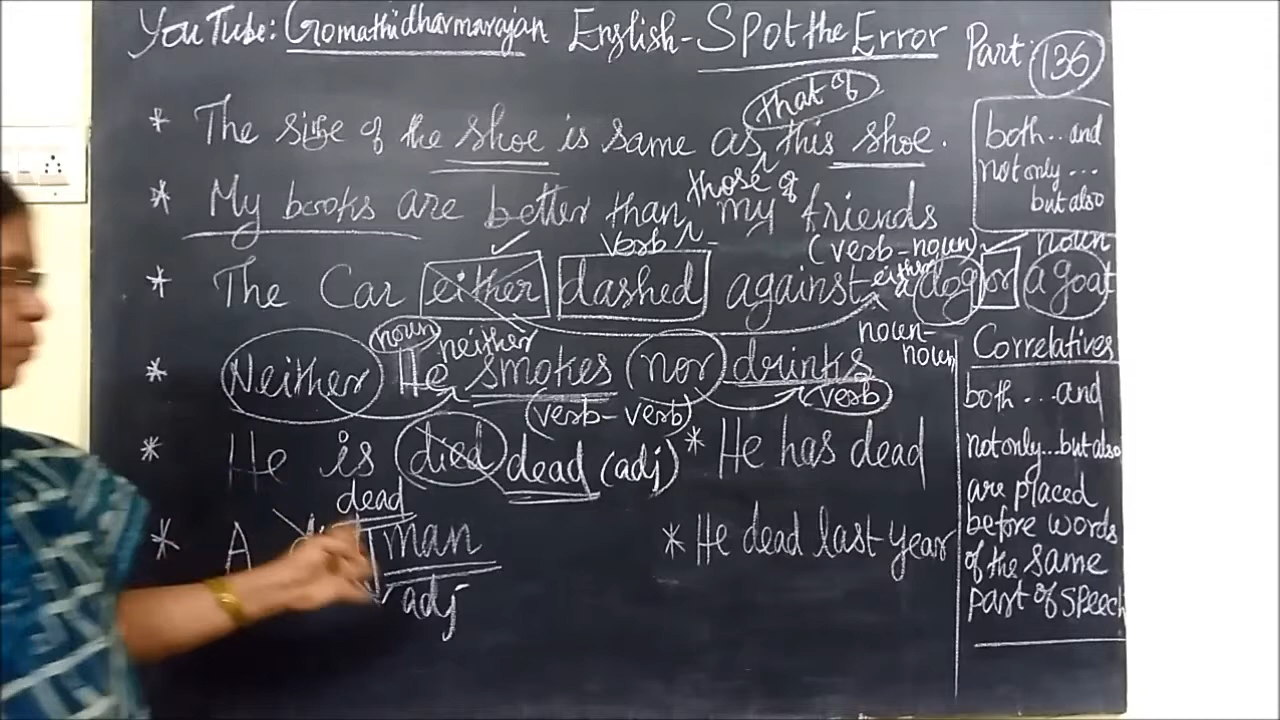 YouTube: Gomathidharmarajan English - Spot the Error Part: 136
that of
* The size of the shoe is same as this shoe.
those of
* My books are better than my friends
verb (verb-noun) noun
* The Car either dashed against either dog or a goat
noun neither noun-noun
* Neither He smokes nor drinks
(verb-verb) verb
* He is died dead (adj)
* He has dead
dead
* A man
adj
* He dead last year
both .. and
not only ...
but also
Correlatives
both ... and
not only ... but also
are placed
before words
of the same
part of speech